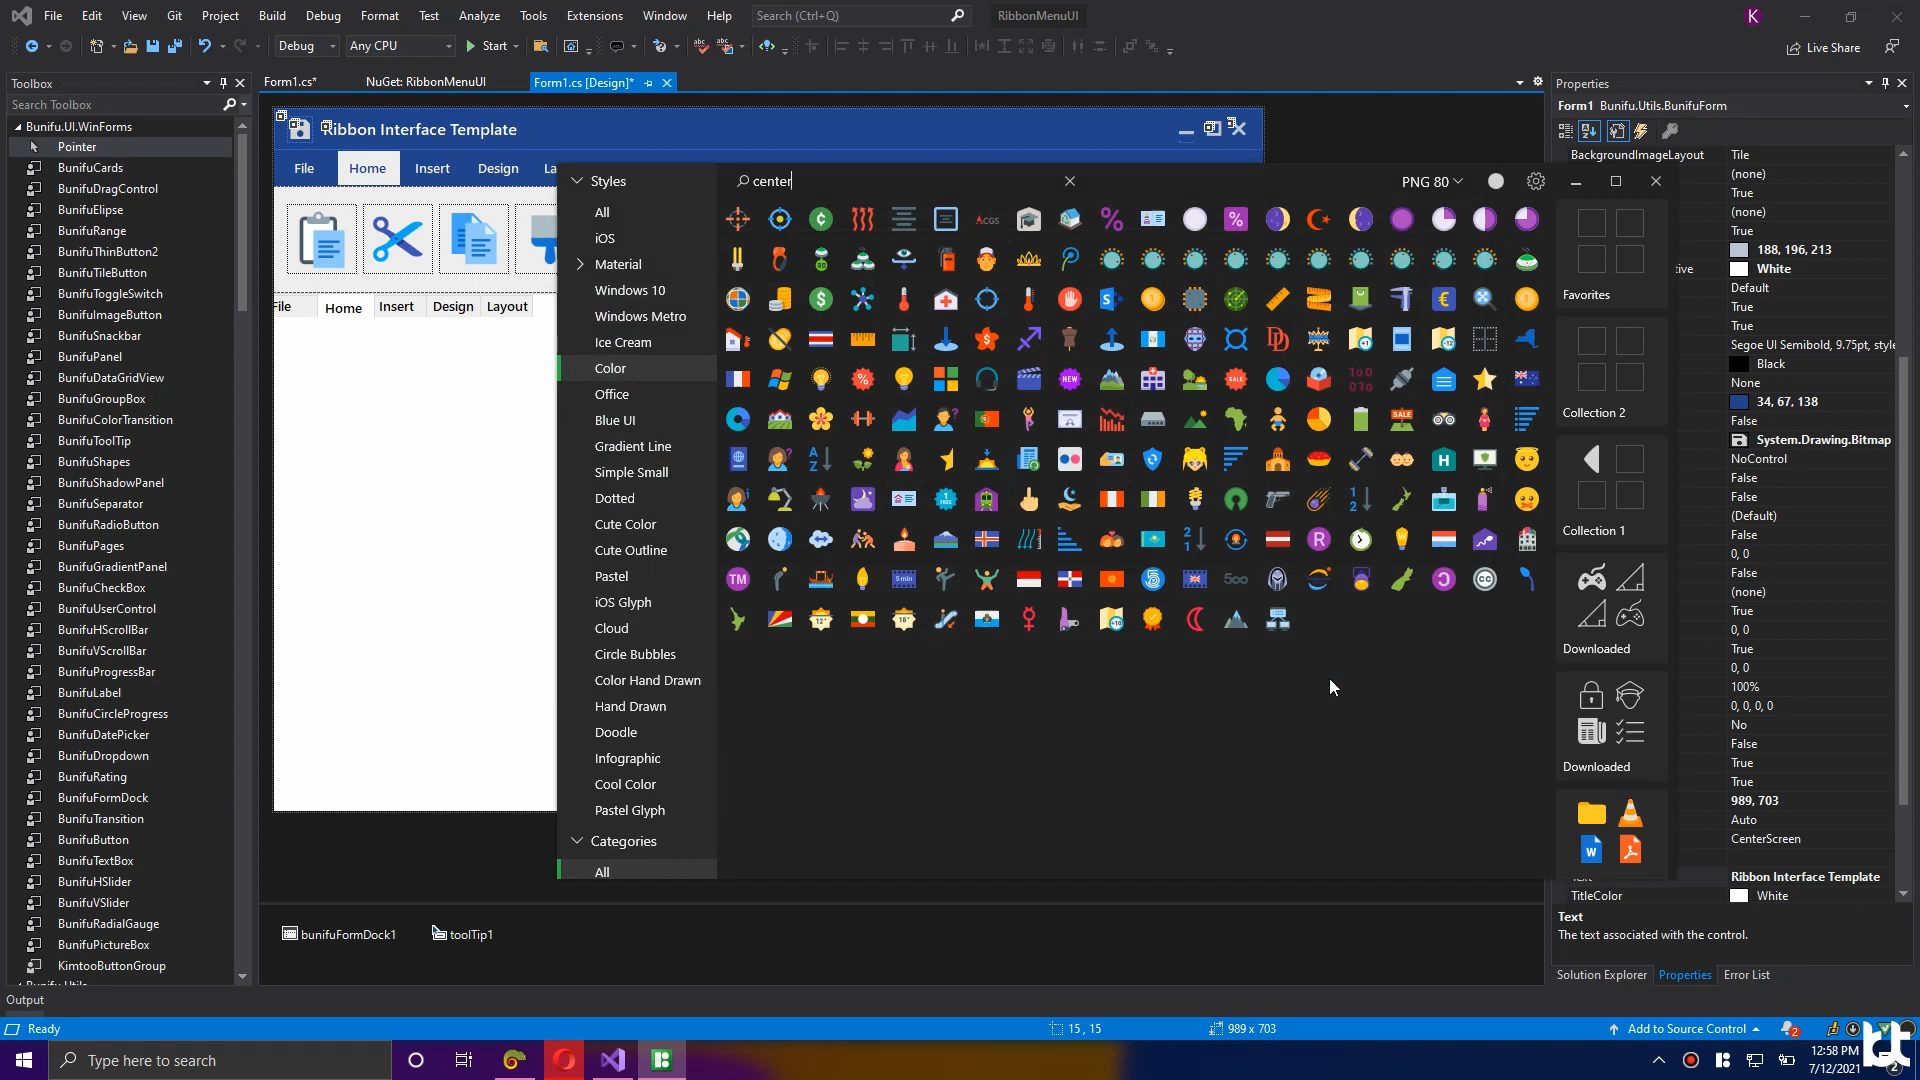 File Edit View Git Project Build Debug Format Test Analyze Tools Extensions Window Help Search (Ctrl+Q) RibbonMenuUI K
Debug Any CPU Start Live Share
Toolbox
Search Toolbox
Bunifu.UI.WinForms
Pointer
BunifuCards
BunifuDragControl
BunifuElipse
BunifuRange
BunifuThinButton2
BunifuTileButton
BunifuToggleSwitch
BunifuImageButton
BunifuSnackbar
BunifuPanel
BunifuDataGridView
BunifuGroupBox
BunifuColorTransition
BunifuToolTip
BunifuShapes
BunifuShadowPanel
BunifuSeparator
BunifuRadioButton
BunifuPages
BunifuGradientPanel
BunifuCheckBox
BunifuUserControl
BunifuHScrollBar
BunifuVScrollBar
BunifuProgressBar
BunifuLabel
BunifuCircleProgress
BunifuDatePicker
BunifuDropdown
BunifuRating
BunifuFormDock
BunifuTransition
BunifuButton
BunifuTextBox
BunifuHSlider
BunifuVSlider
BunifuRadialGauge
BunifuPictureBox
KimtooButtonGroup
Output
Form1.cs* NuGet: RibbonMenuUI Form1.cs [Design]*
Ribbon Interface Template
File Home Insert Design La
File Home Insert Design Layout
Styles
All
iOS
Material
Windows 10
Windows Metro
Ice Cream
Color
Office
Blue UI
Gradient Line
Simple Small
Dotted
Cute Color
Cute Outline
Pastel
iOS Glyph
Cloud
Circle Bubbles
Color Hand Drawn
Hand Drawn
Doodle
Infographic
Cool Color
Pastel Glyph
Categories
All
center PNG 80
Favorites
Collection 2
Collection 1
Downloaded
Downloaded
bunifuFormDock1 toolTip1
Properties
Form1 Bunifu.Utils.BunifuForm
BackgroundImageLayout Tile
(none)
True
(none)
True
188, 196, 213
ive White
Default
True
True
Segoe UI Semibold, 9.75pt, style
Black
None
34, 67, 138
False
System.Drawing.Bitmap
NoControl
False
False
(Default)
False
0, 0
False
(none)
True
0, 0
True
0, 0
100%
0, 0, 0, 0
No
False
True
True
989, 703
Auto
CenterScreen
Text Ribbon Interface Template
TitleColor White
Text
The text associated with the control.
Solution Explorer Properties Error List
Ready 15 , 15 989 x 703 Add to Source Control 2
Type here to search 12:58 PM
7/12/2021 2